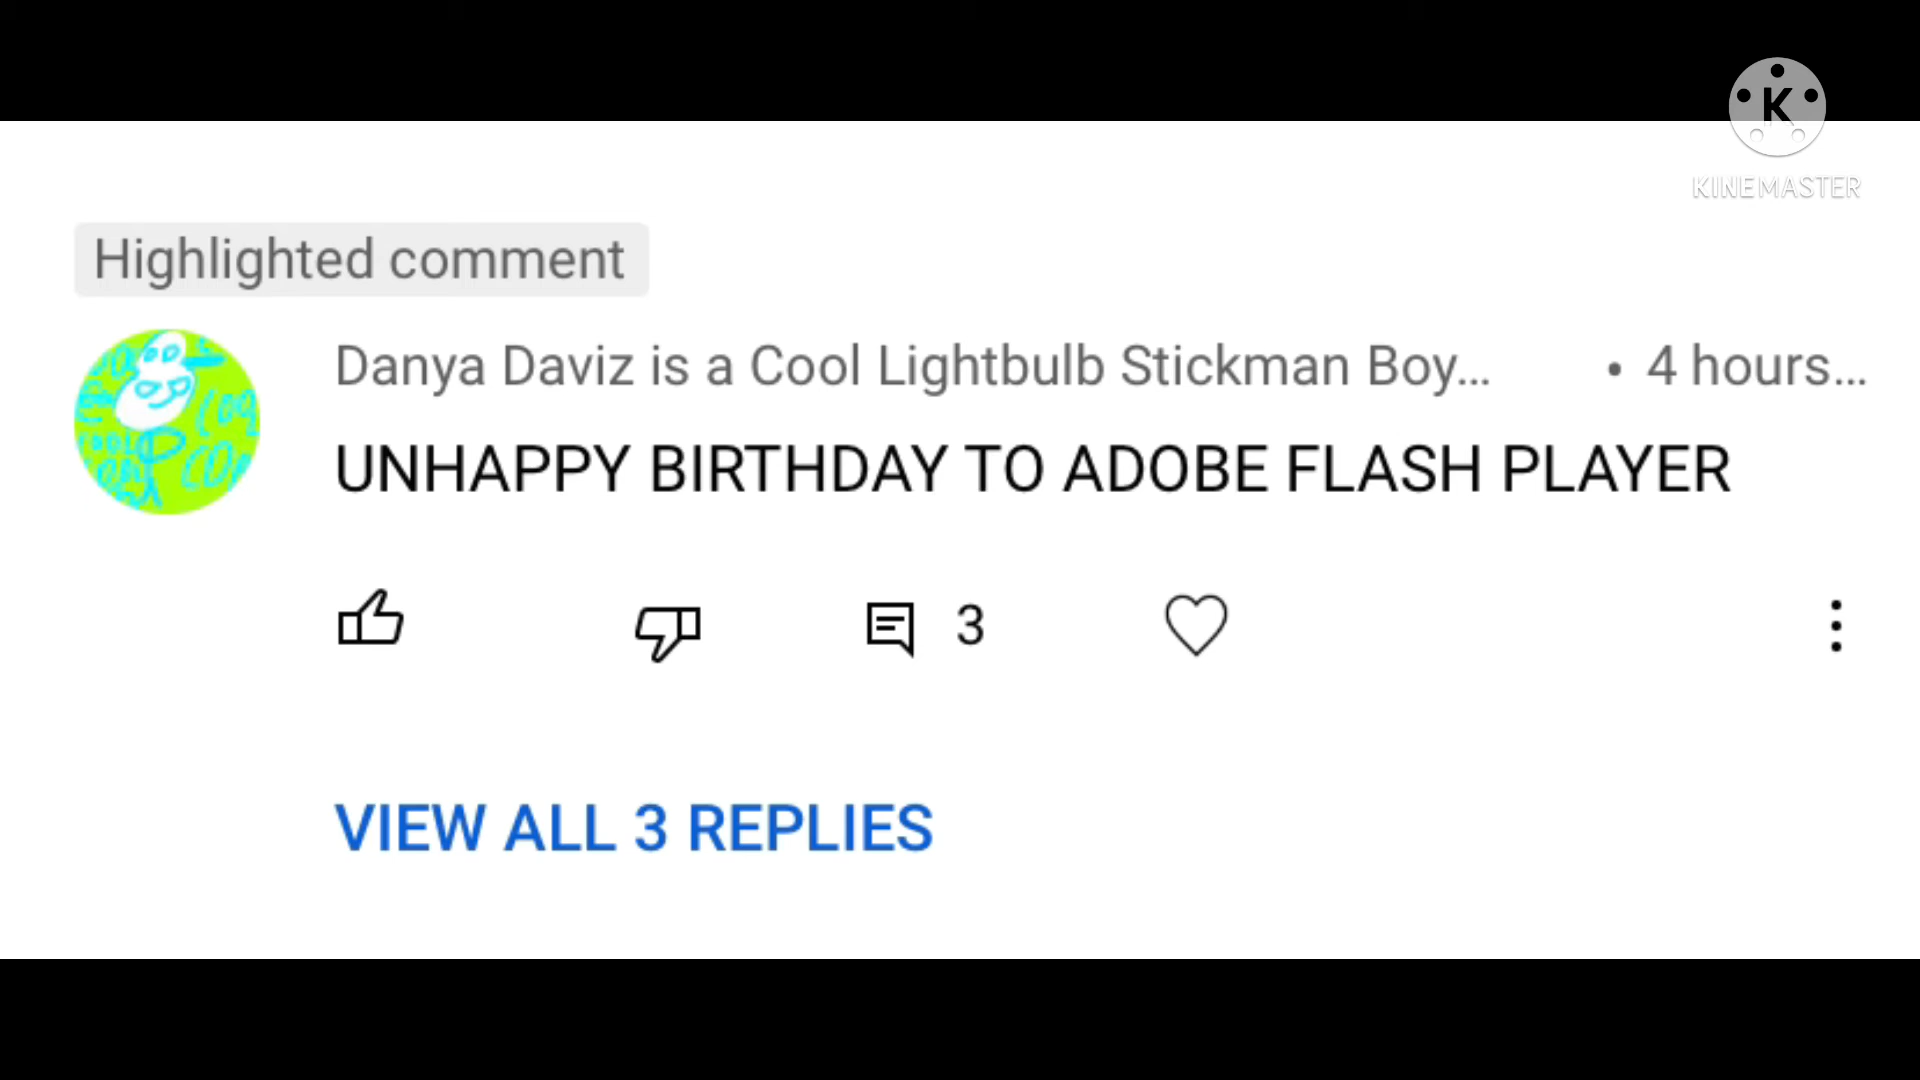 K
KINEMASTER
Highlighted comment
Danya Daviz is a Cool Lightbulb Stickman Boy... • 4 hours...
UNHAPPY BIRTHDAY TO ADOBE FLASH PLAYER
3
VIEW ALL 3 REPLIES